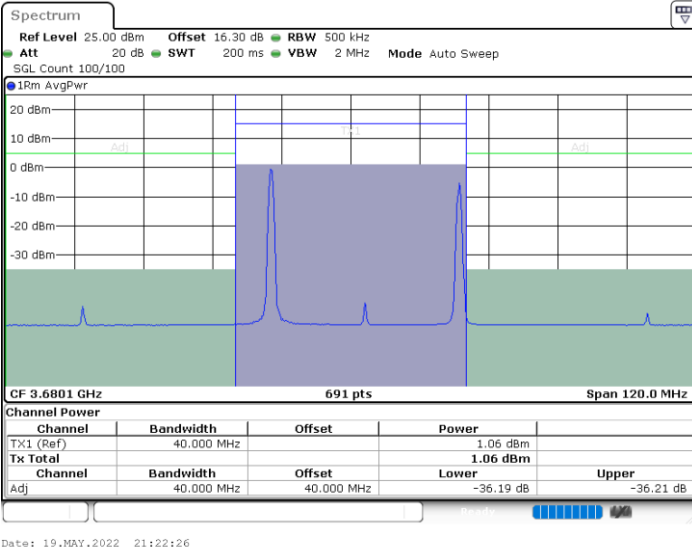 Spectrum
Ref Level 25.00 dBm Offset 16.30 dB RBW 500 kHz
Att 20 dB SWT 200 ms VBW 2 MHz Mode Auto Sweep
SGL Count 100/100
1Rm AvgPwr
20 dBm
TX1
10 dBm
Adj Adj
0 dBm
-10 dBm
-20 dBm
-30 dBm
CF 3.6801 GHz 691 pts Span 120.0 MHz
Channel Power
Channel Bandwidth Offset Power
TX1 (Ref) 40.000 MHz 1.06 dBm
Tx Total 1.06 dBm
Channel Bandwidth Offset Lower Upper
Adj 40.000 MHz 40.000 MHz -36.19 dB -36.21 dB
Ready
Date: 19.MAY.2022 21:22:26